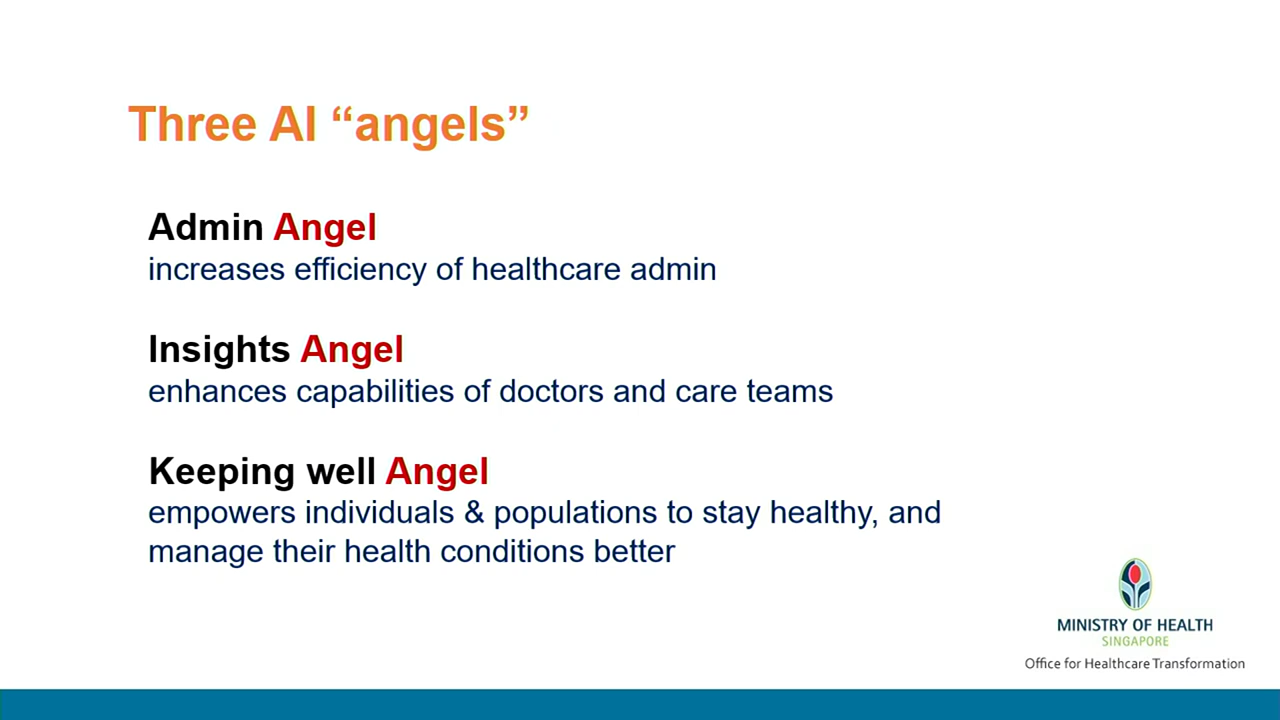 Three AI “angels”
Admin Angel
increases efficiency of healthcare admin
Insights Angel
enhances capabilities of doctors and care teams
Keeping well Angel
empowers individuals & populations to stay healthy, and
manage their health conditions better
MINISTRY OF HEALTH
SINGAPORE
Office for Healthcare Transformation